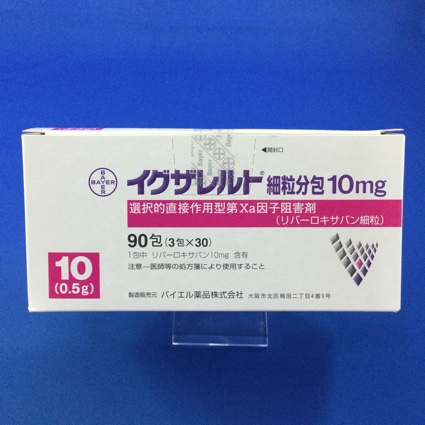 ◀開封口
BAYER
BAYER
イグザレルト® 細粒分包10mg
選択的直接作用型第Xa因子阻害剤
(リバーロキサバン細粒)
90包(3包×30)
1包中 リバーロキサバン10mg 含有
注意−医師等の処方箋により使用すること
10
(0.5g)
製造販売元 バイエル薬品株式会社 大阪市北区梅田二丁目4番9号